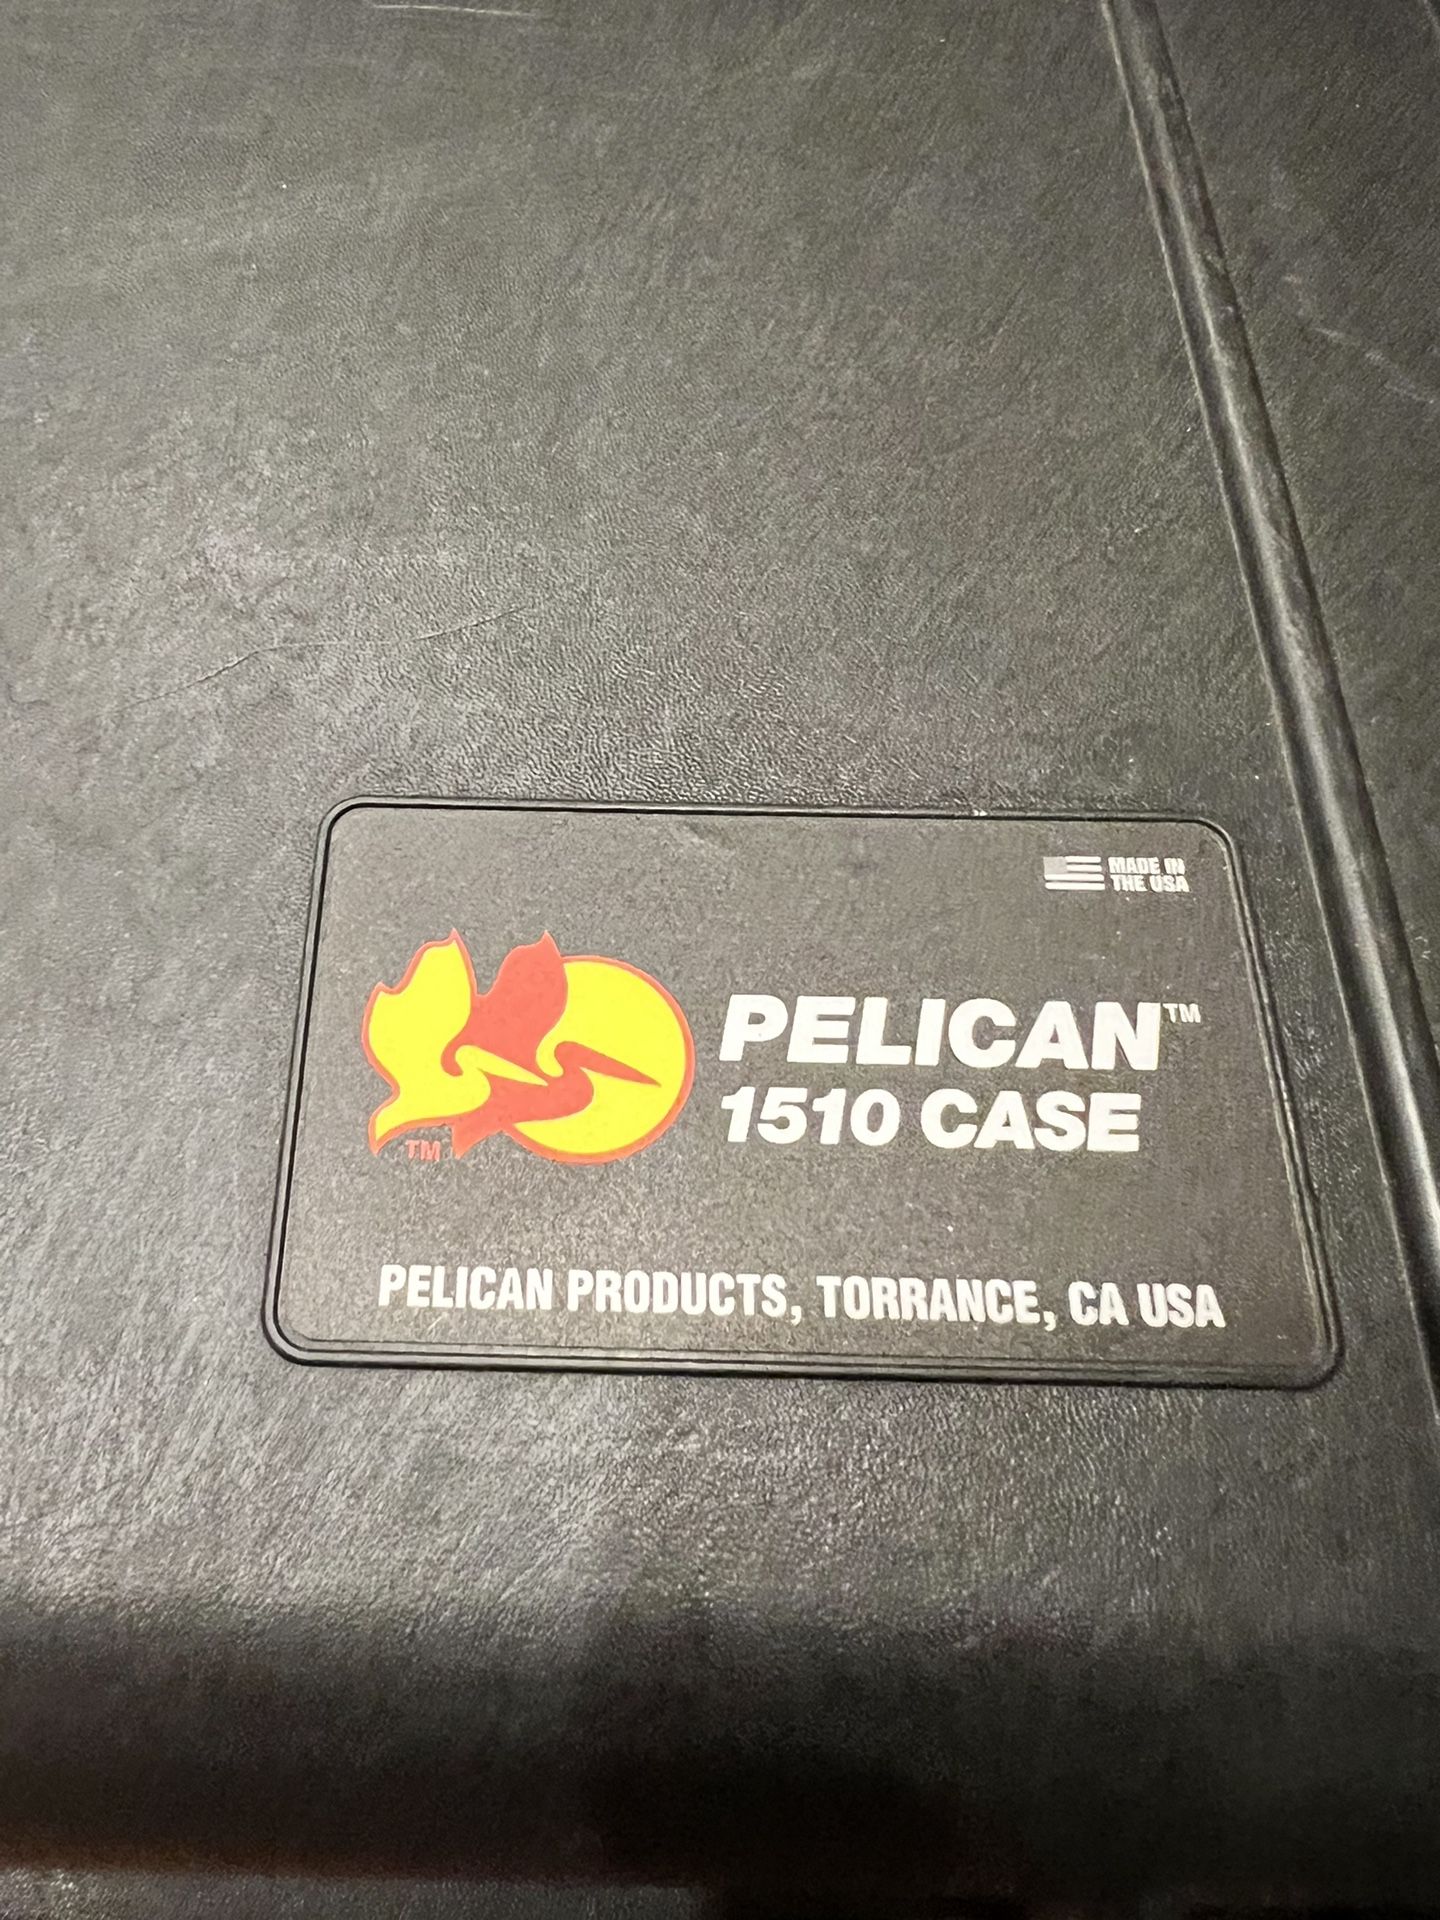 MADE IN
THE USA
PELICAN™
1510 CASE
TM
PELICAN PRODUCTS, TORRANCE, CA USA